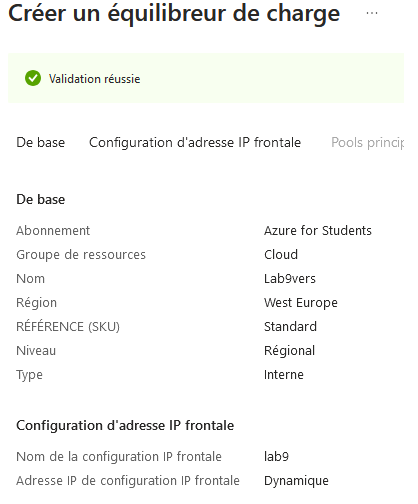 Créer un équilibreur de charge ...
Validation réussie
De base Configuration d'adresse IP frontale Pools princip
De base
Abonnement Azure for Students
Groupe de ressources Cloud
Nom Lab9vers
Région West Europe
RÉFÉRENCE (SKU) Standard
Niveau Régional
Type Interne
Configuration d'adresse IP frontale
Nom de la configuration IP frontale lab9
Adresse IP de configuration IP frontale Dynamique